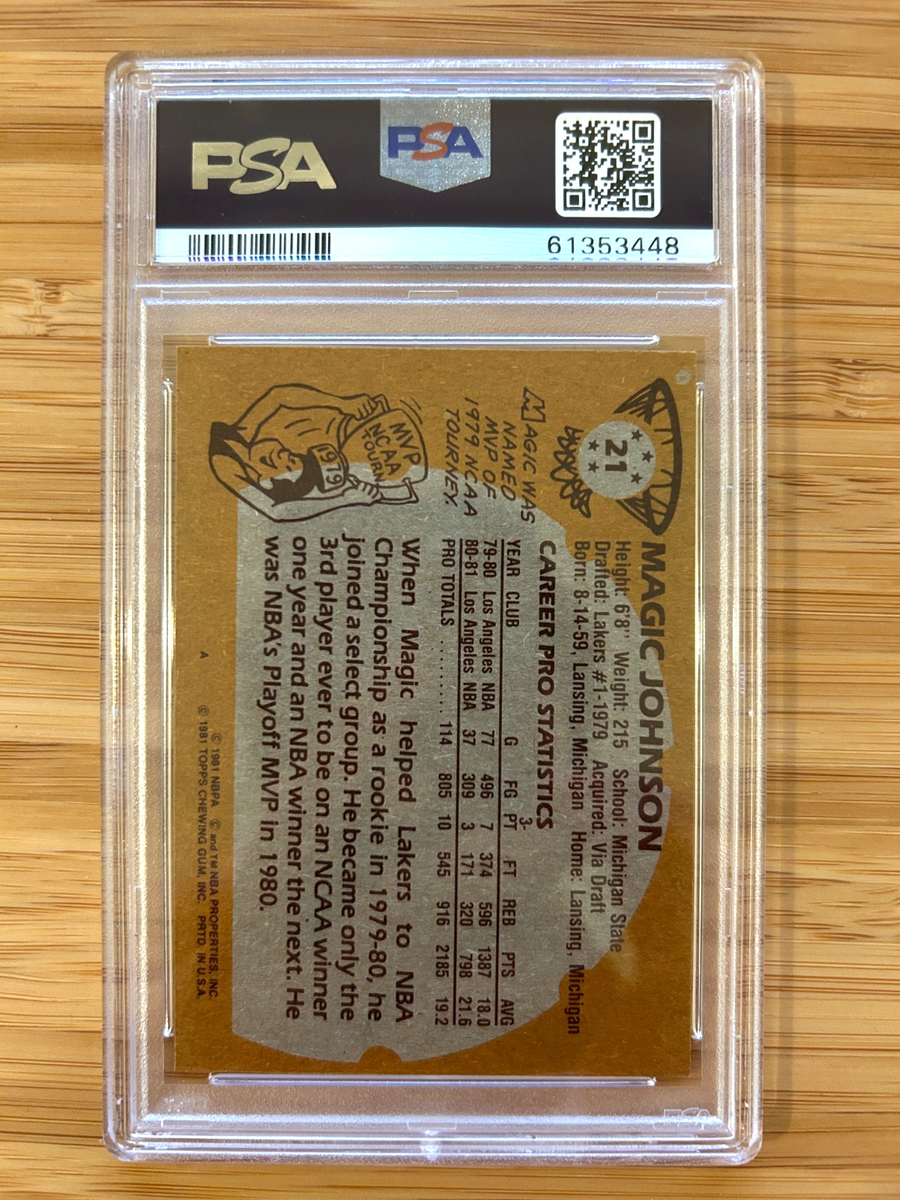 PSA
PSA
61353448
21
MAGIC JOHNSON
Height: 6'8" Weight: 215 School: Michigan State
Drafted: Lakers #1-1979 Acquired: Via Draft
Born: 8-14-59, Lansing, Michigan Home: Lansing, Michigan
CAREER PRO STATISTICS
YEAR CLUB G FG 3-PT FT REB PTS AVG
79-80 Los Angeles NBA 77 496 7 374 596 1387 18.0
80-81 Los Angeles NBA 37 309 3 171 320 798 21.6
PRO TOTALS ......... 114 805 10 545 916 2185 19.2
MAGIC WAS
NAMED
MVP OF
1979 NCAA
TOURNEY.
MVP
NCAA
TOURN
1979
When Magic helped Lakers to NBA
Championship as a rookie in 1979-80, he
joined a select group. He became only the
3rd player ever to be on an NCAA winner
one year and an NBA winner the next. He
was NBA's Playoff MVP in 1980.
© 1981 NBPA © and TM NBA PROPERTIES, INC.
A © 1981 TOPPS CHEWING GUM, INC. PRTD. IN U.S.A.
PSA